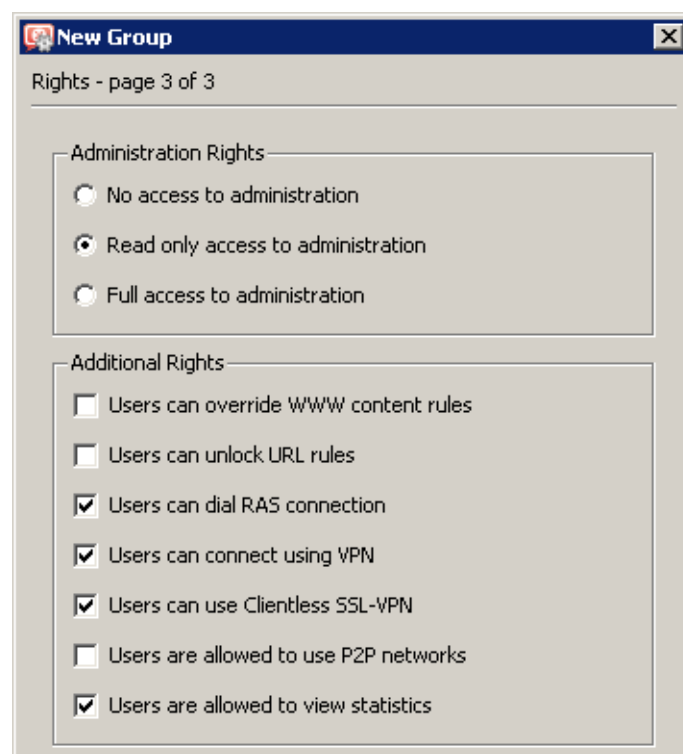 New Group
Rights - page 3 of 3
Administration Rights
No access to administration
Read only access to administration
Full access to administration
Additional Rights
Users can override WWW content rules
Users can unlock URL rules
Users can dial RAS connection
Users can connect using VPN
Users can use Clientless SSL-VPN
Users are allowed to use P2P networks
Users are allowed to view statistics